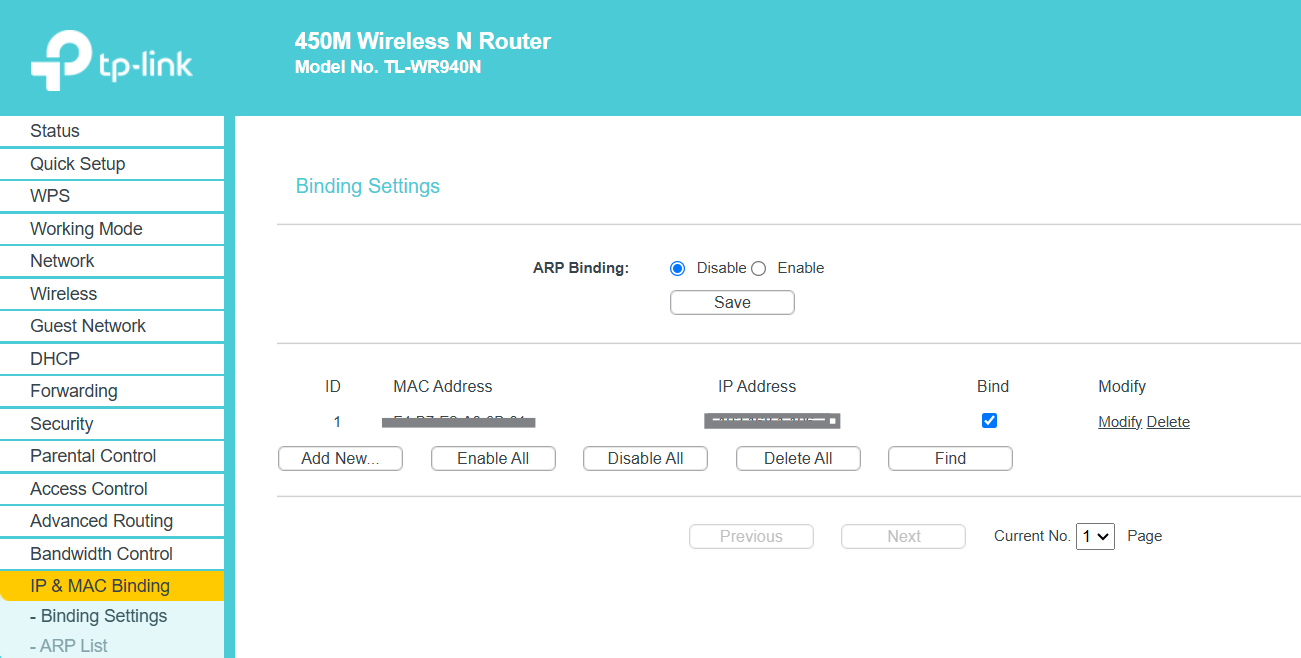 tp-link
450M Wireless N Router
Model No. TL-WR940N
Status
Quick Setup
WPS
Working Mode
Network
Wireless
Guest Network
DHCP
Forwarding
Security
Parental Control
Access Control
Advanced Routing
Bandwidth Control
IP & MAC Binding
- Binding Settings
- ARP List
Binding Settings
ARP Binding: Disable Enable
Save
ID MAC Address IP Address Bind Modify
1 Modify Delete
Add New... Enable All Disable All Delete All Find
Previous Next Current No. 1 Page